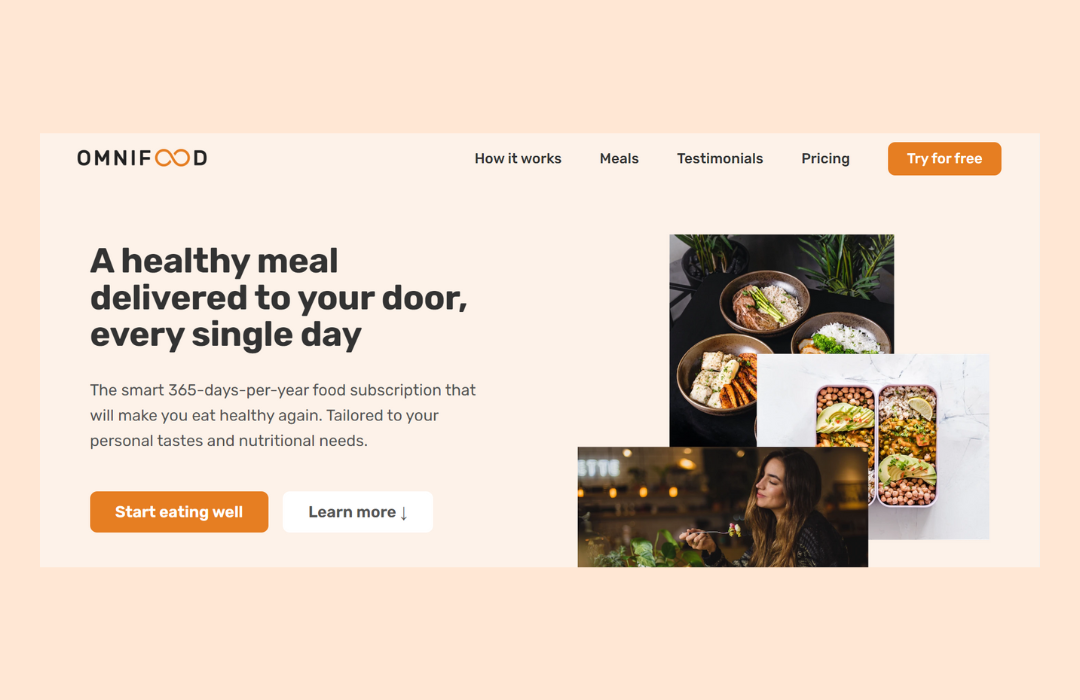 OMNIFOOD
How it works
Meals
Testimonials
Pricing
Try for free
A healthy meal
delivered to your door,
every single day
The smart 365-days-per-year food subscription that
will make you eat healthy again. Tailored to your
personal tastes and nutritional needs.
Start eating well
Learn more ↓